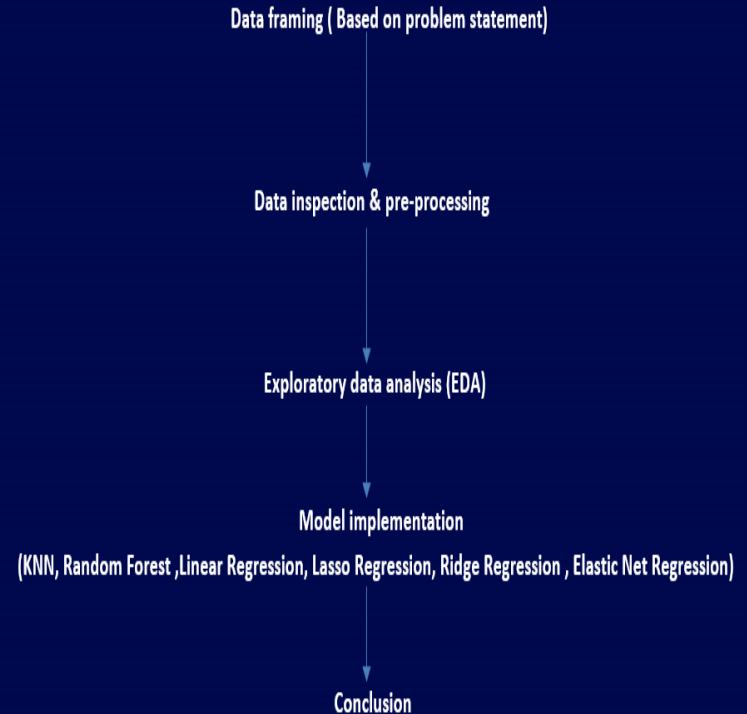 Data framing ( Based on problem statement)
Data inspection & pre-processing
Exploratory data analysis (EDA)
Model implementation
(KNN, Random Forest ,Linear Regression, Lasso Regression, Ridge Regression , Elastic Net Regression)
Conclusion